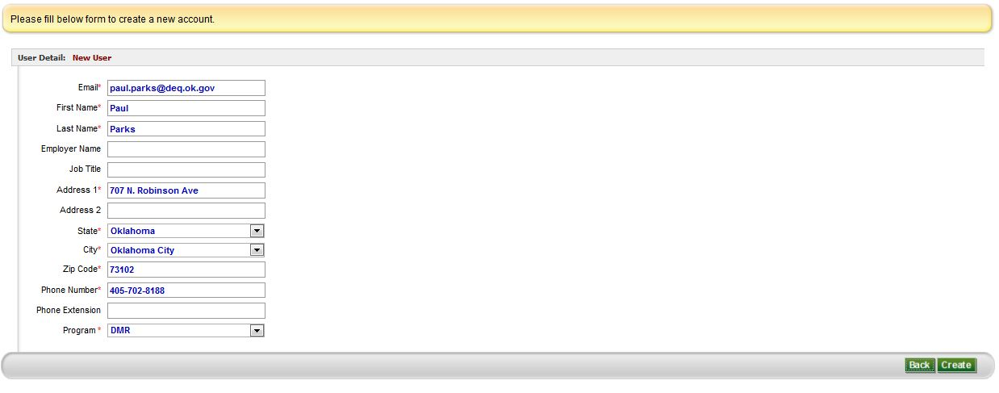 Please fill below form to create a new account.
User Detail: New User
Email* paul.parks@deq.ok.gov
First Name* Paul
Last Name* Parks
Employer Name
Job Title
Address 1* 707 N. Robinson Ave
Address 2
State* Oklahoma
City* Oklahoma City
Zip Code* 73102
Phone Number* 405-702-8188
Phone Extension
Program * DMR
Back Create